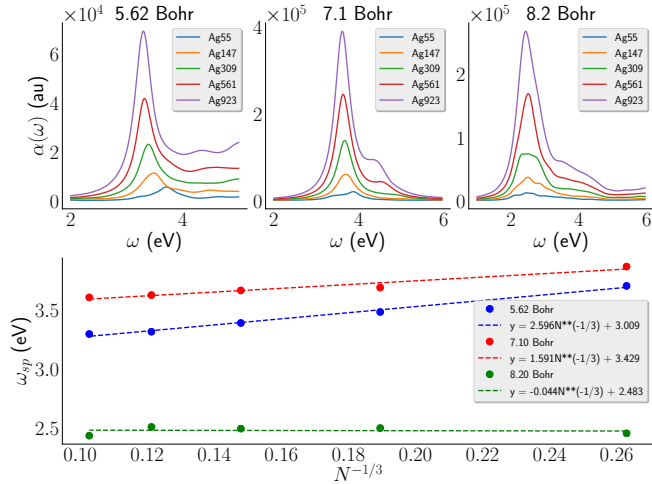 ×10⁴ 5.62 Bohr
×10⁵ 7.1 Bohr
×10⁵ 8.2 Bohr
Ag55
Ag147
Ag309
Ag561
Ag923
Ag55
Ag147
Ag309
Ag561
Ag923
Ag55
Ag147
Ag309
Ag561
Ag923
α(ω) (au)
6
4
2
0
2 4
ω (eV)
4
2
0
2 4 6
ω (eV)
2
1
0
2 4 6
ω (eV)
ω_sp (eV)
3.5
3.0
2.5
5.62 Bohr
y = 2.596N**(-1/3) + 3.009
7.10 Bohr
y = 1.591N**(-1/3) + 3.429
8.20 Bohr
y = -0.044N**(-1/3) + 2.483
0.10 0.12 0.14 0.16 0.18 0.20 0.22 0.24 0.26
N^{-1/3}